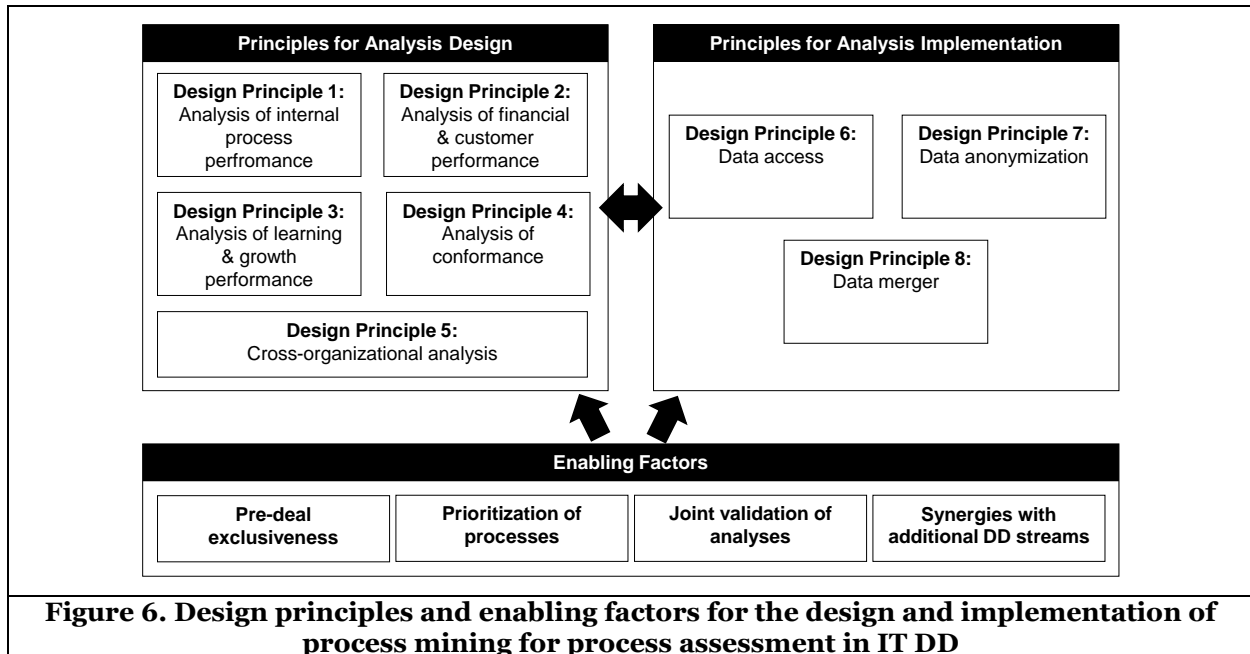 Principles for Analysis Design
Design Principle 1:
Analysis of internal
process
perfromance
Design Principle 2:
Analysis of financial
& customer
performance
Design Principle 3:
Analysis of learning
& growth
performance
Design Principle 4:
Analysis of
conformance
Design Principle 5:
Cross-organizational analysis
Principles for Analysis Implementation
Design Principle 6:
Data access
Design Principle 7:
Data anonymization
Design Principle 8:
Data merger
Enabling Factors
Pre-deal
exclusiveness
Prioritization of
processes
Joint validation of
analyses
Synergies with
additional DD streams
Figure 6. Design principles and enabling factors for the design and implementation of
process mining for process assessment in IT DD